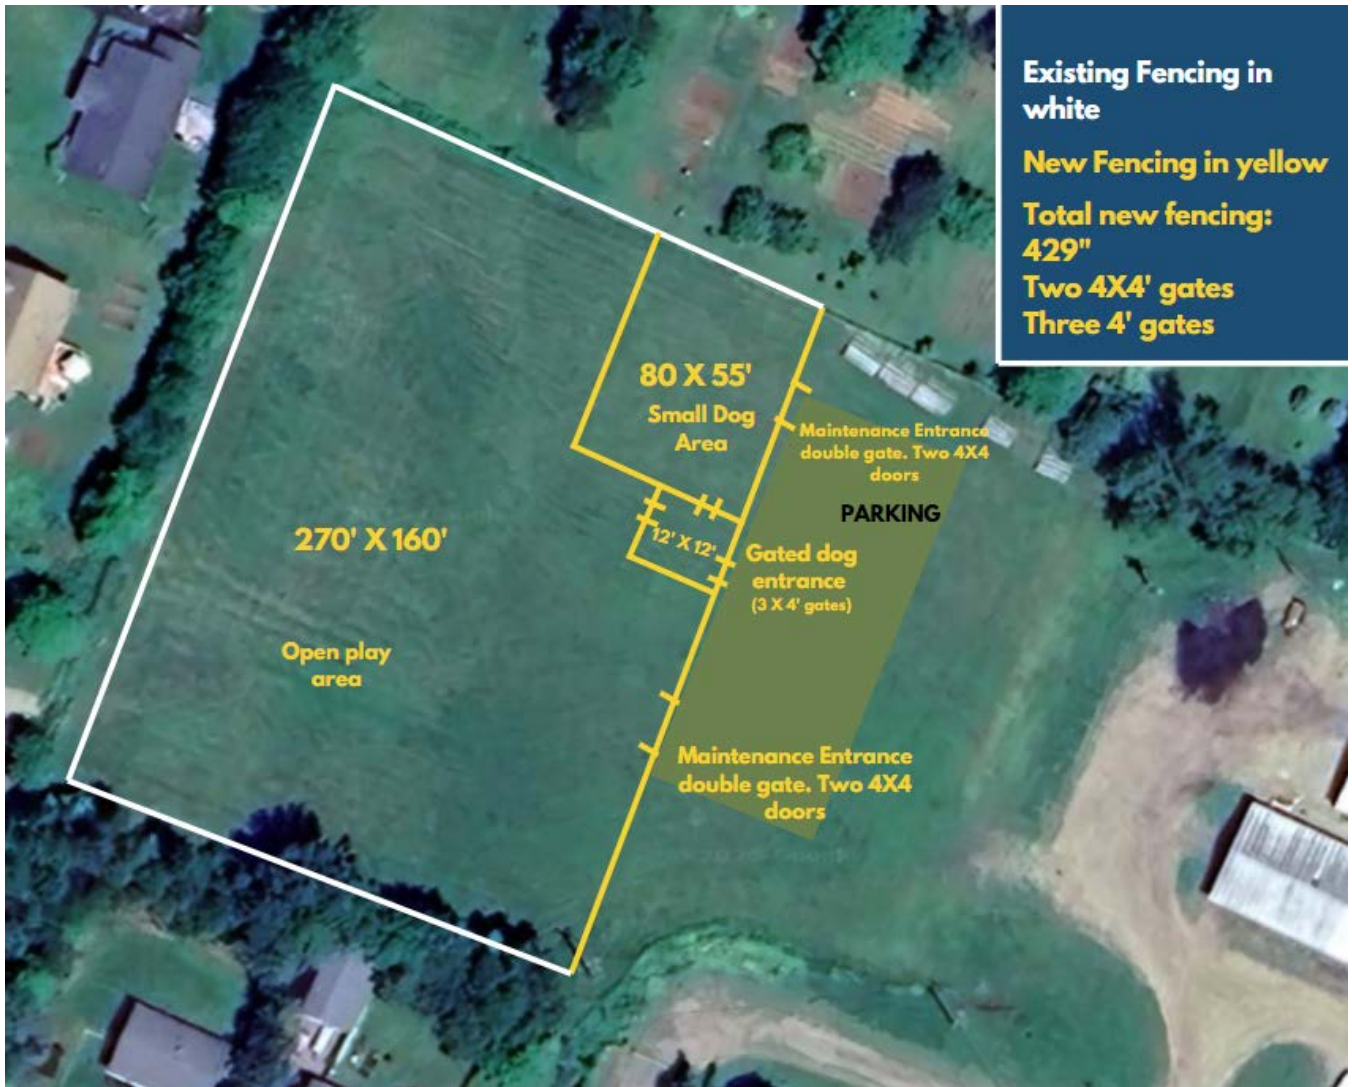 Existing Fencing in
white
New Fencing in yellow
Total new fencing:
429"
Two 4X4' gates
Three 4' gates
80 X 55'
Small Dog
Area
Maintenance Entrance
double gate. Two 4X4
doors
PARKING
270' X 160'
12' X 12'
Gated dog
entrance
(3 X 4' gates)
Open play
area
Maintenance Entrance
double gate. Two 4X4
doors